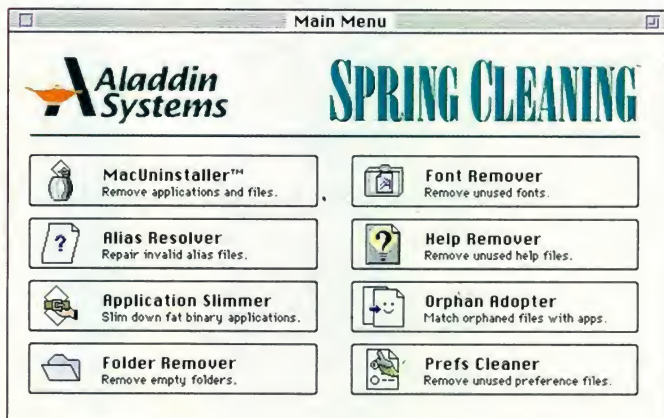 Main Menu
Aladdin
Systems
SPRING CLEANING™
MacUninstaller™
Remove applications and files.
Alias Resolver
Repair invalid alias files.
Application Slimmer
Slim down fat binary applications.
Folder Remover
Remove empty folders.
Font Remover
Remove unused fonts.
Help Remover
Remove unused help files.
Orphan Adopter
Match orphaned files with apps.
Prefs Cleaner
Remove unused preference files.